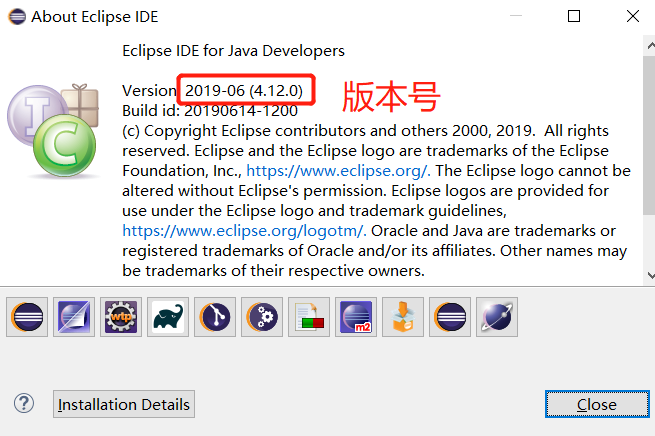 About Eclipse IDE
Eclipse IDE for Java Developers
Version: 2019-06 (4.12.0) 版本号
Build id: 20190614-1200
(c) Copyright Eclipse contributors and others 2000, 2019.  All rights
reserved. Eclipse and the Eclipse logo are trademarks of the Eclipse
Foundation, Inc., https://www.eclipse.org/. The Eclipse logo cannot be
altered without Eclipse's permission. Eclipse logos are provided for
use under the Eclipse logo and trademark guidelines,
https://www.eclipse.org/logotm/. Oracle and Java are trademarks or
registered trademarks of Oracle and/or its affiliates. Other names may
be trademarks of their respective owners.
I C
wtp
m2
?
Installation Details
Close